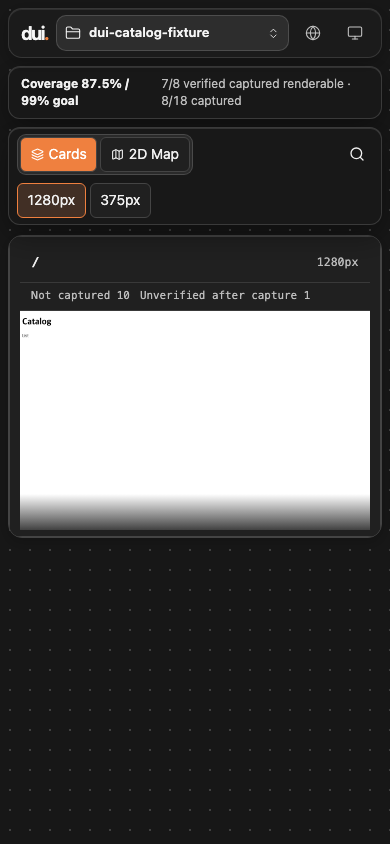 dui. dui-catalog-fixture
Coverage 87.5% /
99% goal
7/8 verified captured renderable ·
8/18 captured
Cards 2D Map
1280px 375px
/ 1280px
Not captured 10 Unverified after capture 1
Catalog